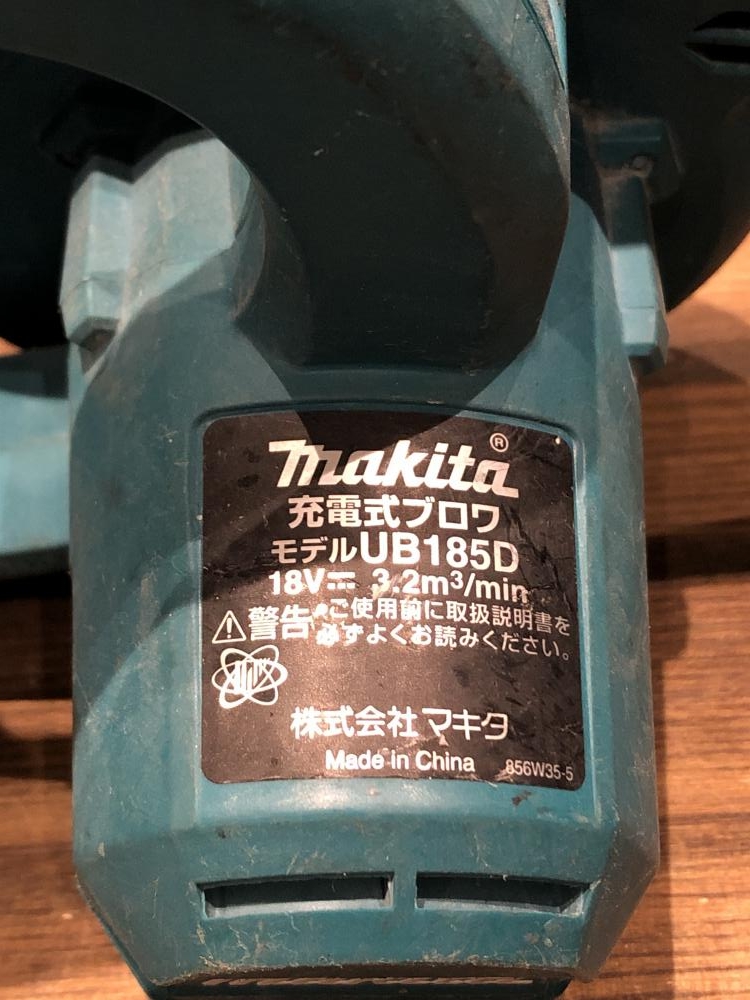 makita®
充電式ブロワ
モデルUB185D
18V⎓ 3.2m³/min
⚠警告 •ご使用前に取扱説明書を
必ずよくお読みください。
株式会社マキタ
Made in China 856W35-5